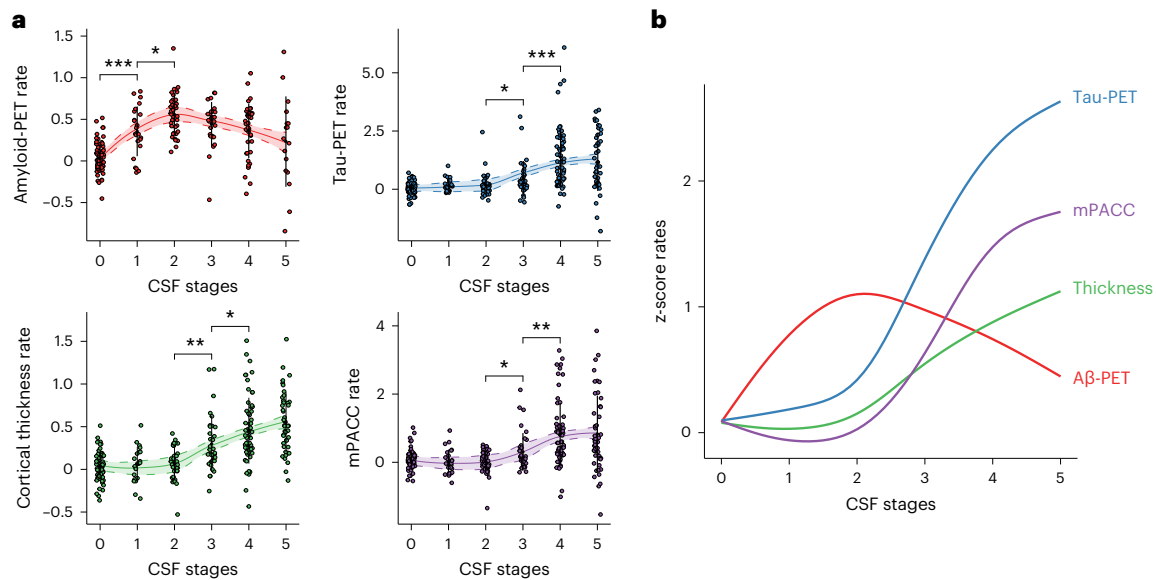 a
Amyloid-PET rate
1.5
1.0
0.5
0
–0.5
***
*
0 1 2 3 4 5
CSF stages
Tau-PET rate
5.0
2.5
0
*
***
0 1 2 3 4 5
CSF stages
Cortical thickness rate
1.5
1.0
0.5
0
–0.5
**
*
0 1 2 3 4 5
CSF stages
mPACC rate
4
2
0
*
**
0 1 2 3 4 5
CSF stages
b
z-score rates
2
1
0
Tau-PET
mPACC
Thickness
Aβ-PET
0 1 2 3 4 5
CSF stages